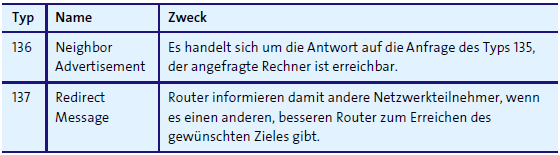 Typ Name Zweck
136 Neighbor Advertisement Es handelt sich um die Antwort auf die Anfrage des Typs 135,
der angefragte Rechner ist erreichbar.
137 Redirect Message Router informieren damit andere Netzwerkteilnehmer, wenn
es einen anderen, besseren Router zum Erreichen des
gewünschten Zieles gibt.